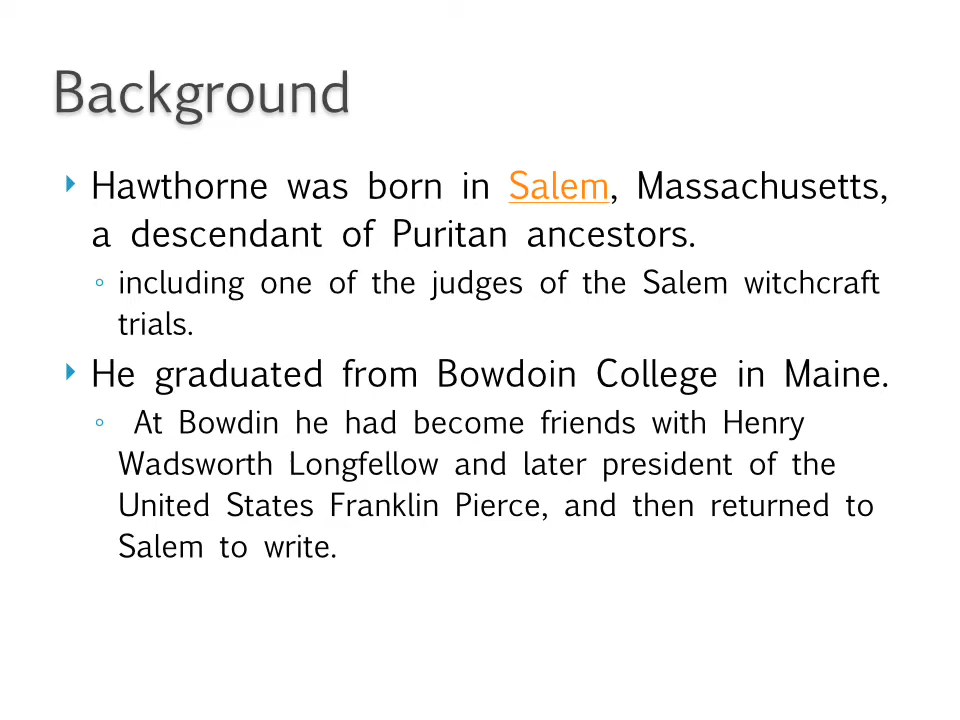 Background
Hawthorne was born in Salem, Massachusetts,
a descendant of Puritan ancestors.
including one of the judges of the Salem witchcraft
trials.
He graduated from Bowdoin College in Maine.
At Bowdin he had become friends with Henry
Wadsworth Longfellow and later president of the
United States Franklin Pierce, and then returned to
Salem to write.